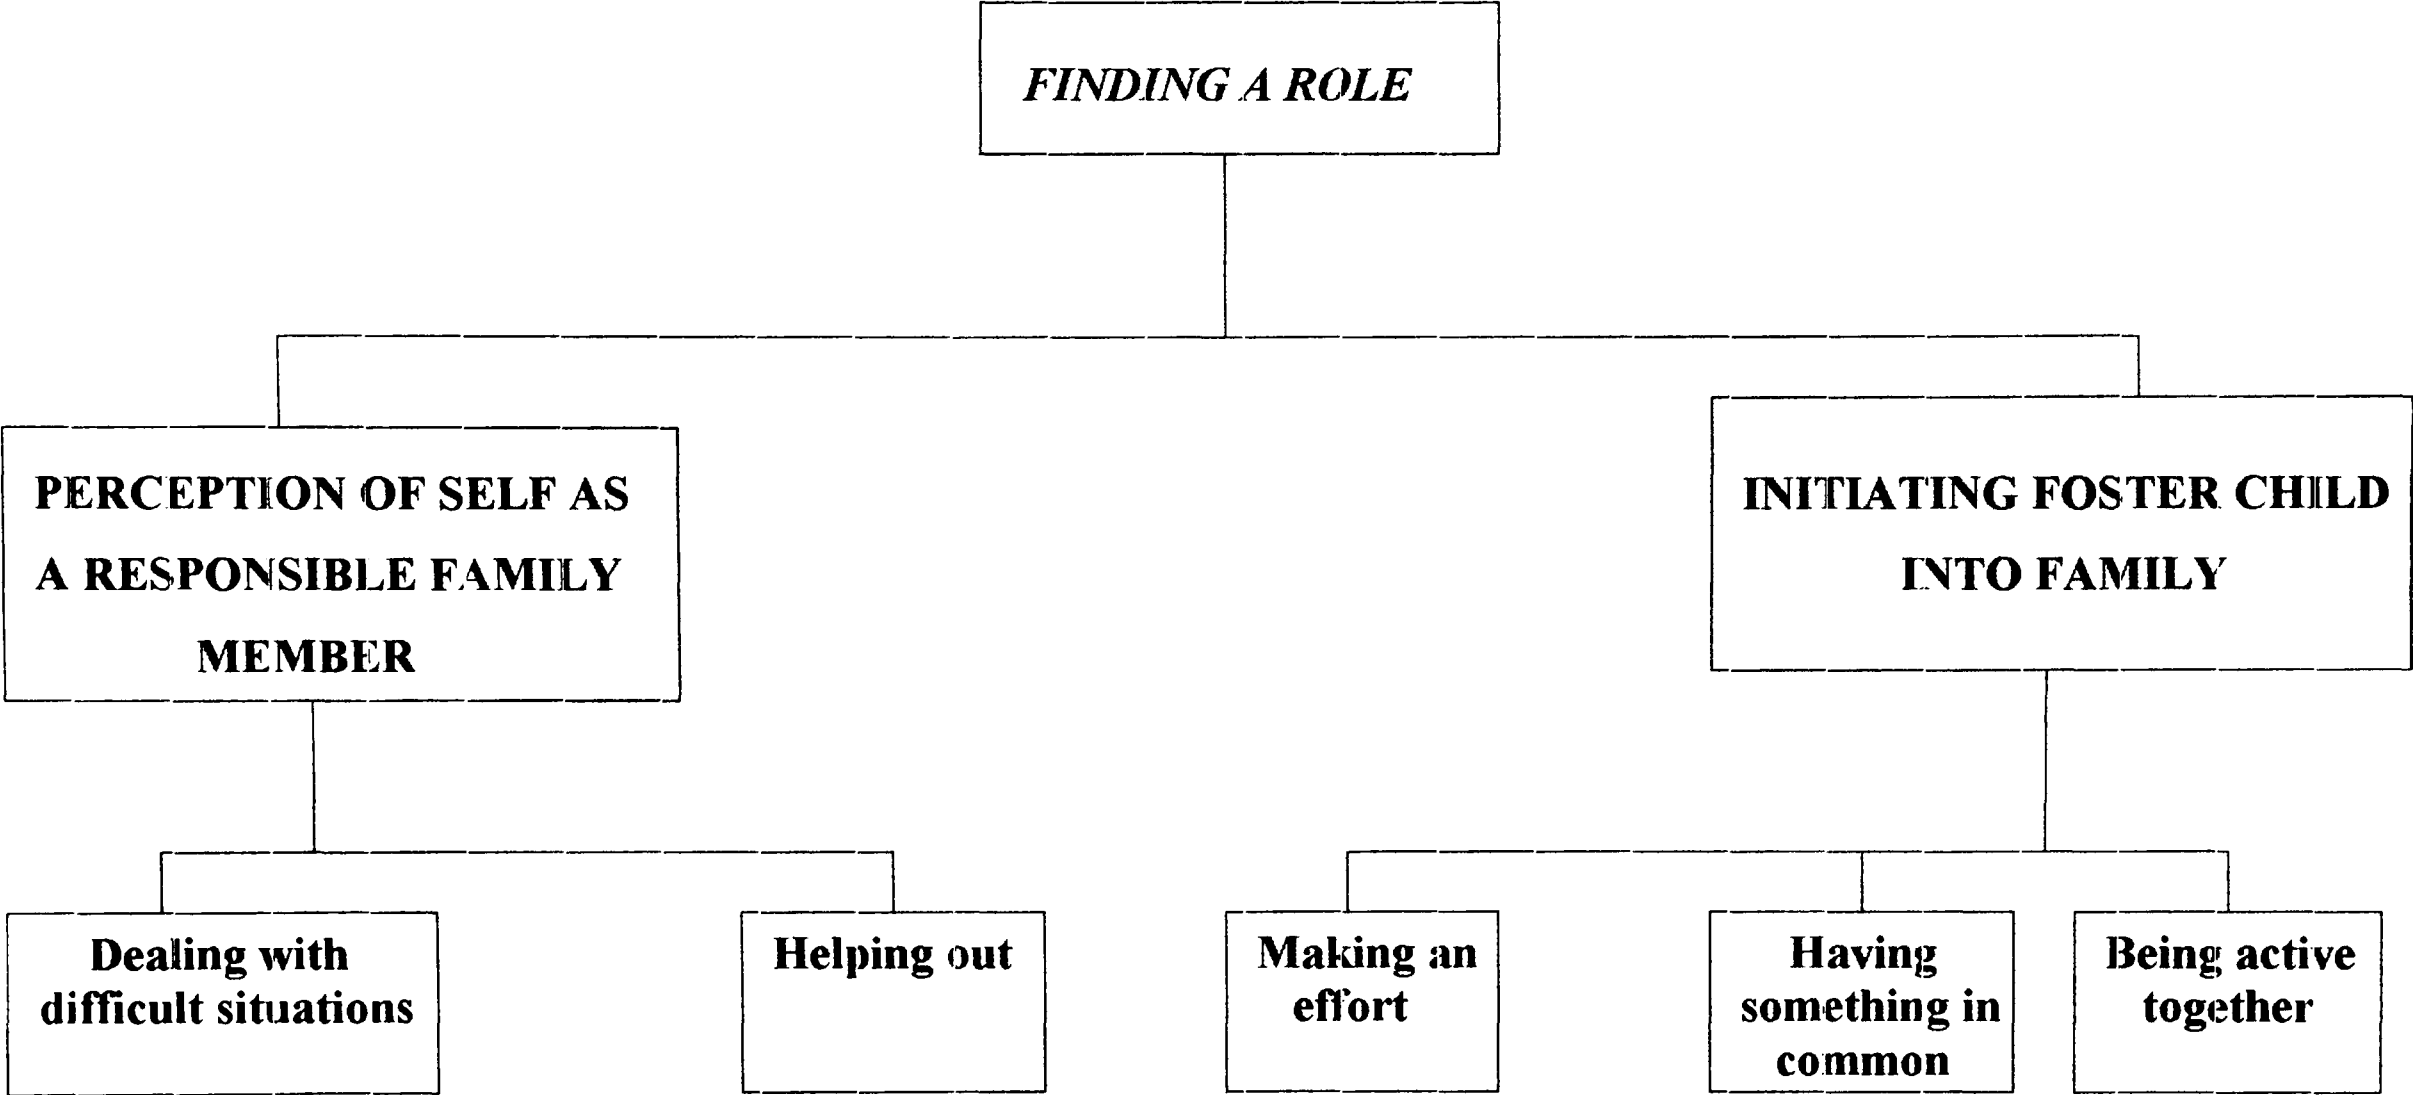 FINDING A ROLE
PERCEPTION OF SELF AS
A RESPONSIBLE FAMILY
MEMBER
INITIATING FOSTER CHILD
INTO FAMILY
Dealing with
difficult situations
Helping out
Making an
effort
Having
something in
common
Being active
together